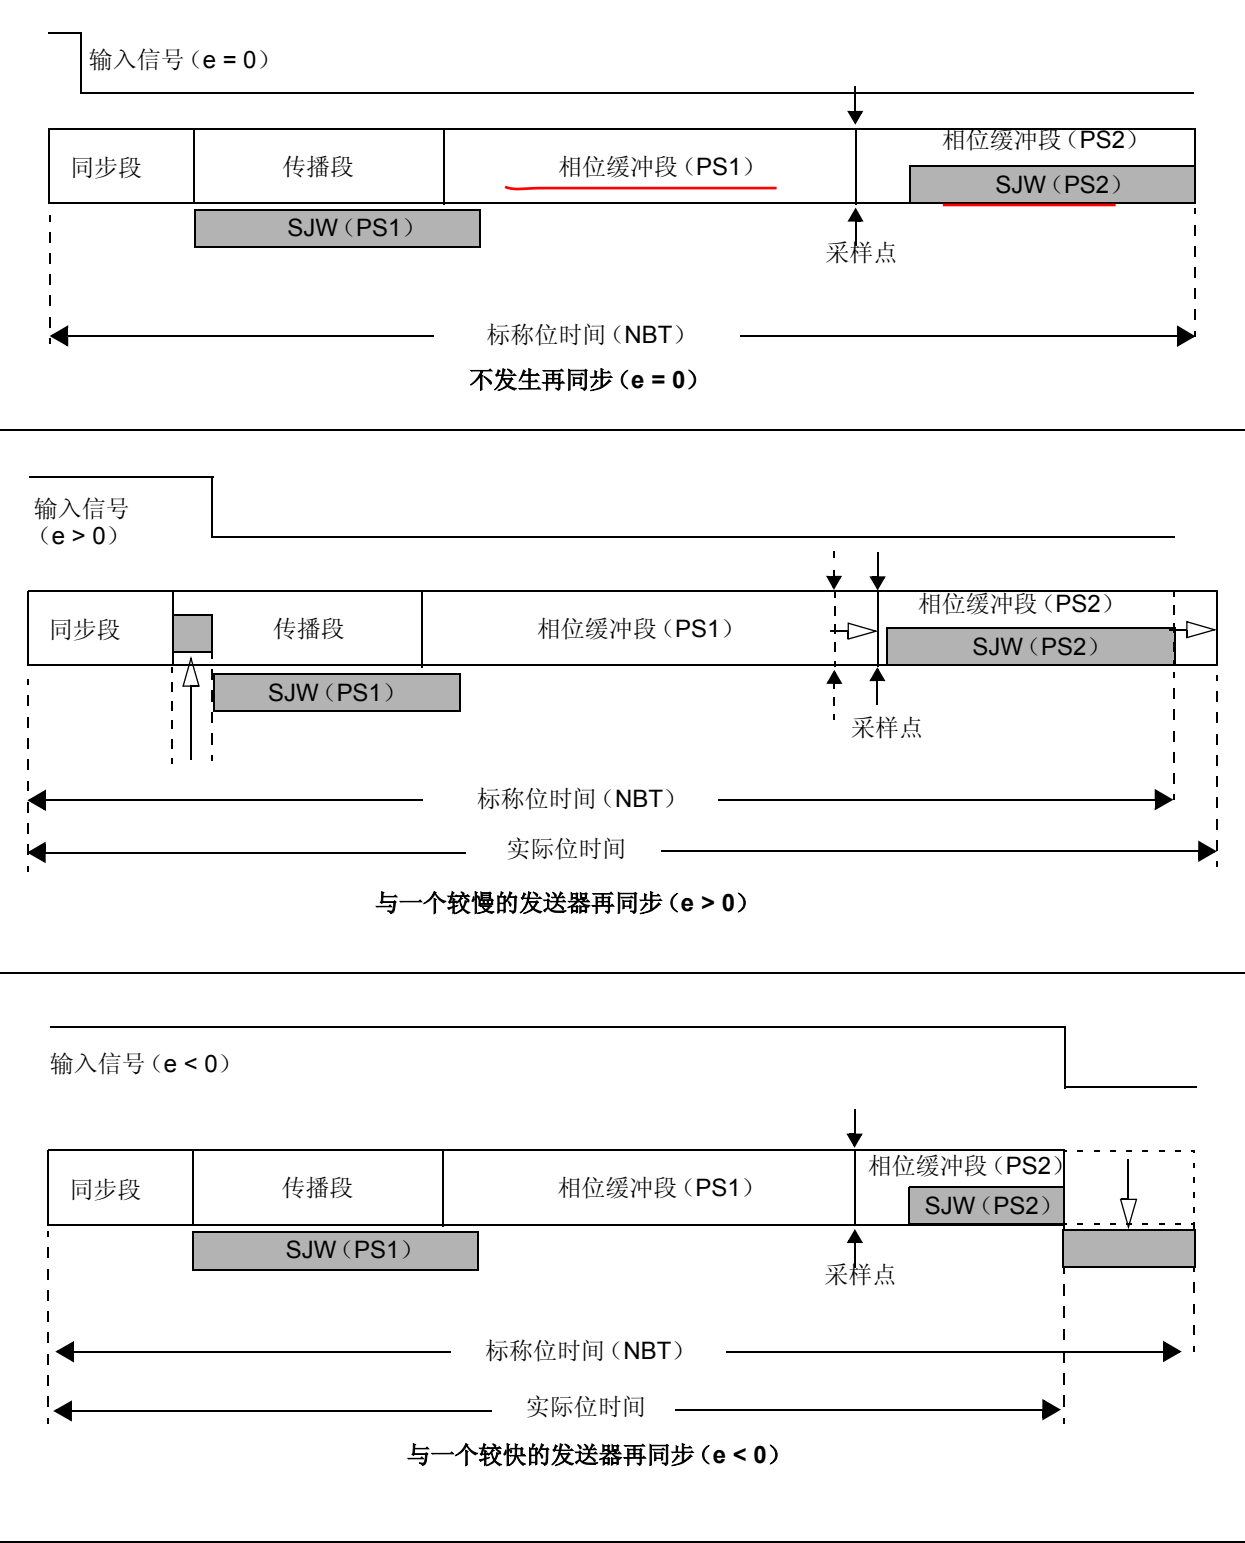 输入信号（e = 0）
同步段 传播段 相位缓冲段（PS1） 相位缓冲段（PS2）
SJW（PS2）
SJW（PS1）
采样点
标称位时间（NBT）
不发生再同步（e = 0）
输入信号
（e > 0）
同步段 传播段 相位缓冲段（PS1） 相位缓冲段（PS2）
SJW（PS2）
SJW（PS1）
采样点
标称位时间（NBT）
实际位时间
与一个较慢的发送器再同步（e > 0）
输入信号（e < 0）
同步段 传播段 相位缓冲段（PS1） 相位缓冲段（PS2）
SJW（PS2）
SJW（PS1）
采样点
标称位时间（NBT）
实际位时间
与一个较快的发送器再同步（e < 0）